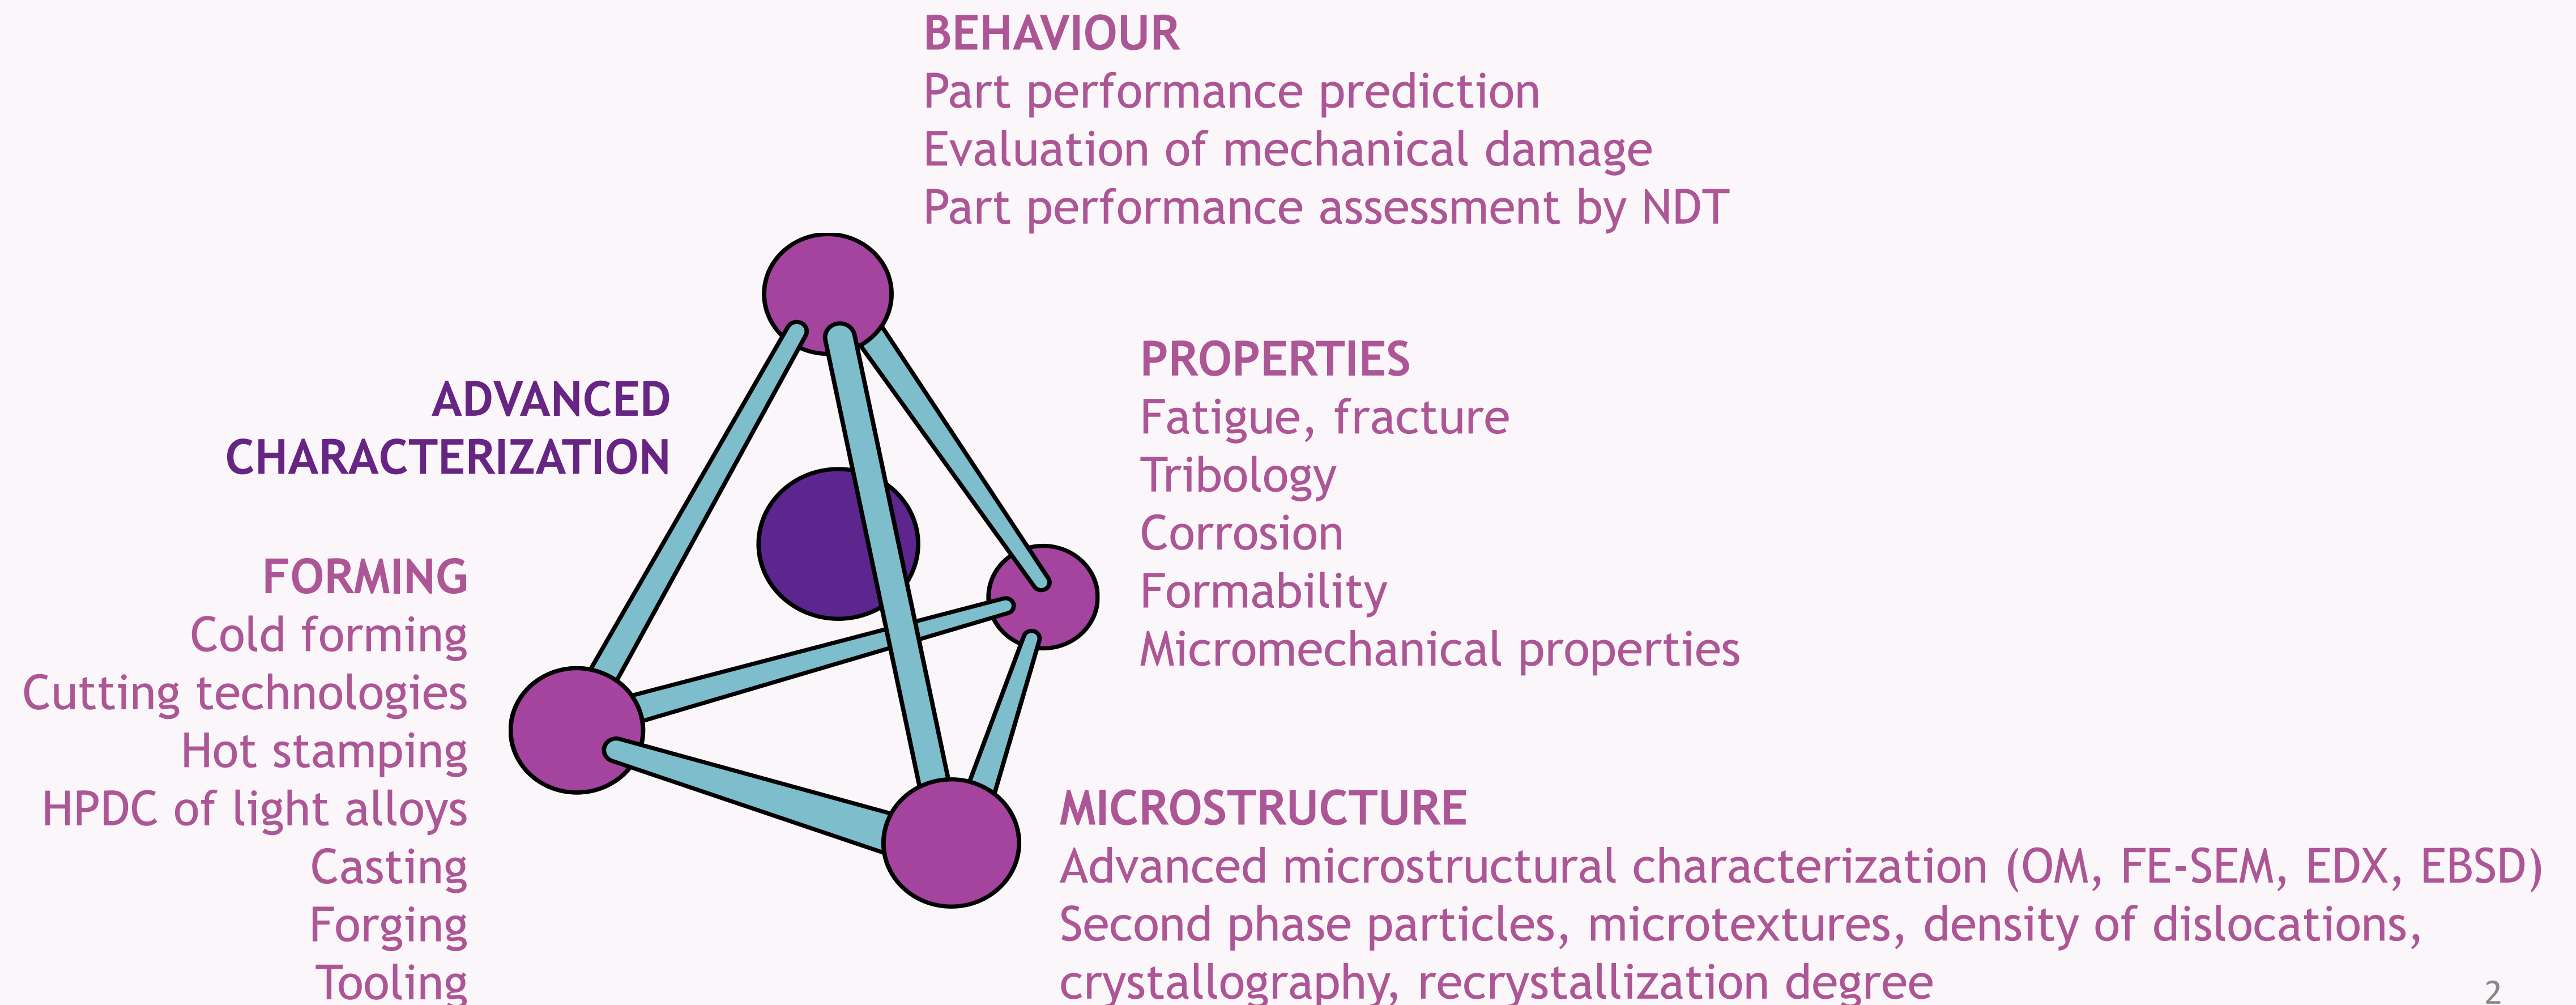 BEHAVIOUR
Part performance prediction
Evaluation of mechanical damage
Part performance assessment by NDT
ADVANCED
CHARACTERIZATION
PROPERTIES
Fatigue, fracture
Tribology
Corrosion
Formability
Micromechanical properties
FORMING
Cold forming
Cutting technologies
Hot stamping
HPDC of light alloys
Casting
Forging
Tooling
MICROSTRUCTURE
Advanced microstructural characterization (OM, FE-SEM, EDX, EBSD)
Second phase particles, microtextures, density of dislocations,
crystallography, recrystallization degree
2